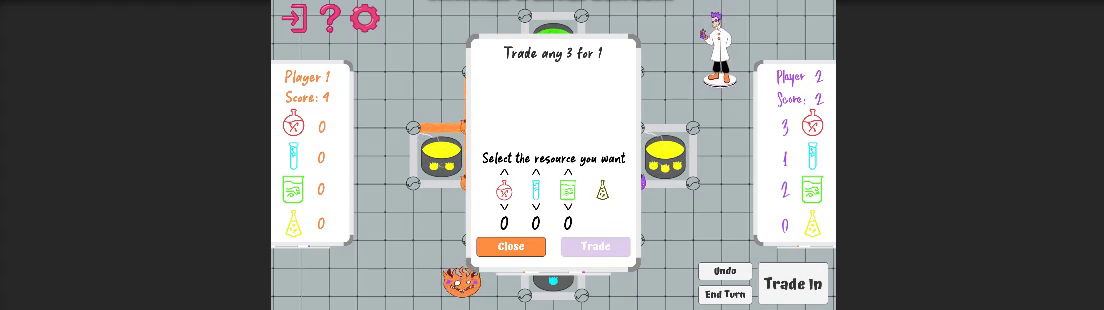 ?
Player 1
Score: 4
0
0
0
0
Trade any 3 for 1
Select the resource you want
0 0 0
Close
Trade
Player 2
Score: 2
3
1
2
0
Undo
End Turn
Trade In